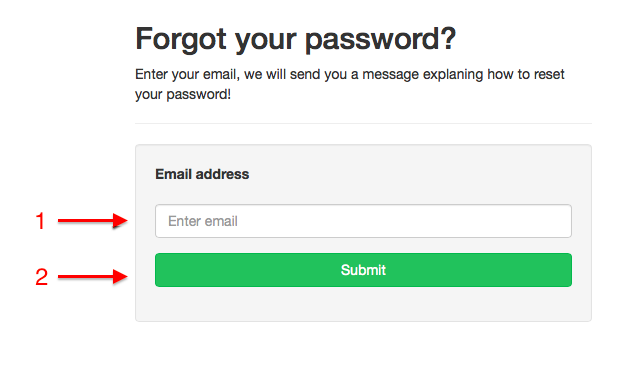 Forgot your password?
Enter your email, we will send you a message explaning how to reset
your password!
Email address
1
Enter email
2
Submit